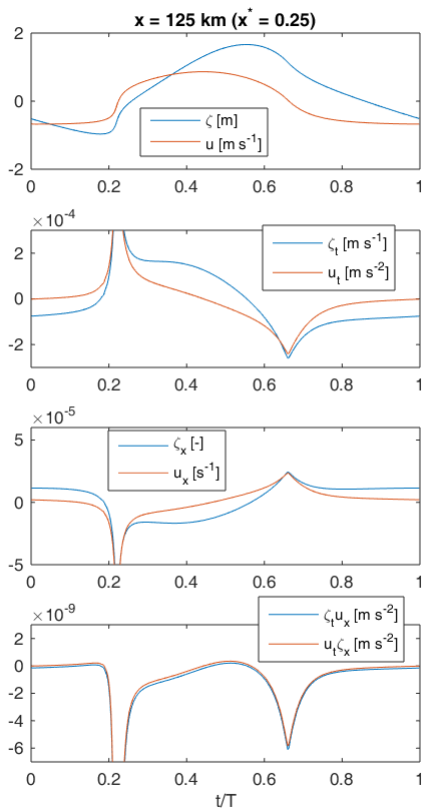 x = 125 km (x* = 0.25)
2
0
-2
ζ [m]
u [m s⁻¹]
0 0.2 0.4 0.6 0.8 1
×10⁻⁴
2
0
-2
ζₜ [m s⁻¹]
uₜ [m s⁻²]
0 0.2 0.4 0.6 0.8 1
×10⁻⁵
5
0
-5
ζₓ [-]
uₓ [s⁻¹]
0 0.2 0.4 0.6 0.8 1
×10⁻⁹
2
0
-2
-4
-6
ζₜuₓ [m s⁻²]
uₜζₓ [m s⁻²]
0 0.2 0.4 0.6 0.8 1
t/T